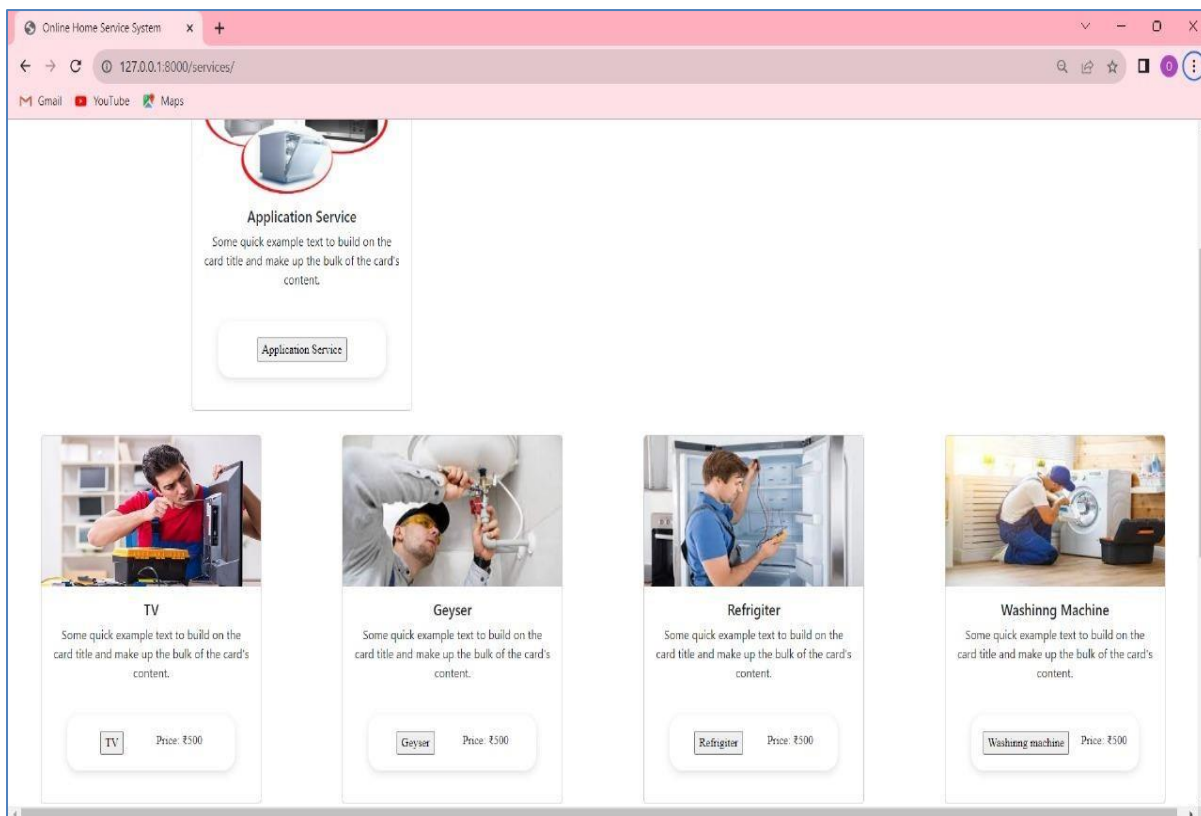 Online Home Service System
127.0.0.1:8000/services/
Gmail YouTube Maps
Application Service
Some quick example text to build on the
card title and make up the bulk of the card's
content.
Application Service
TV
Some quick example text to build on the
card title and make up the bulk of the card's
content.
TV Price: ₹500
Geyser
Some quick example text to build on the
card title and make up the bulk of the card's
content.
Geyser Price: ₹500
Refrigiter
Some quick example text to build on the
card title and make up the bulk of the card's
content.
Refrigiter Price: ₹500
Washinng Machine
Some quick example text to build on the
card title and make up the bulk of the card's
content.
Washinng machine Price: ₹500